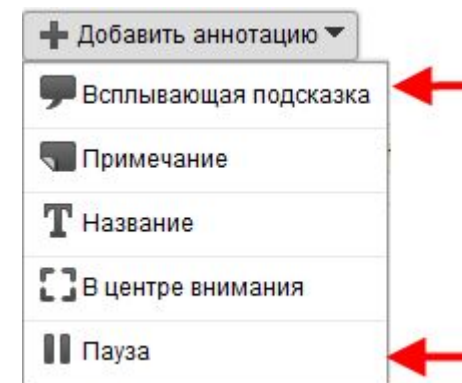 Добавить аннотацию
Всплывающая подсказка
Примечание
Название
В центре внимания
Пауза